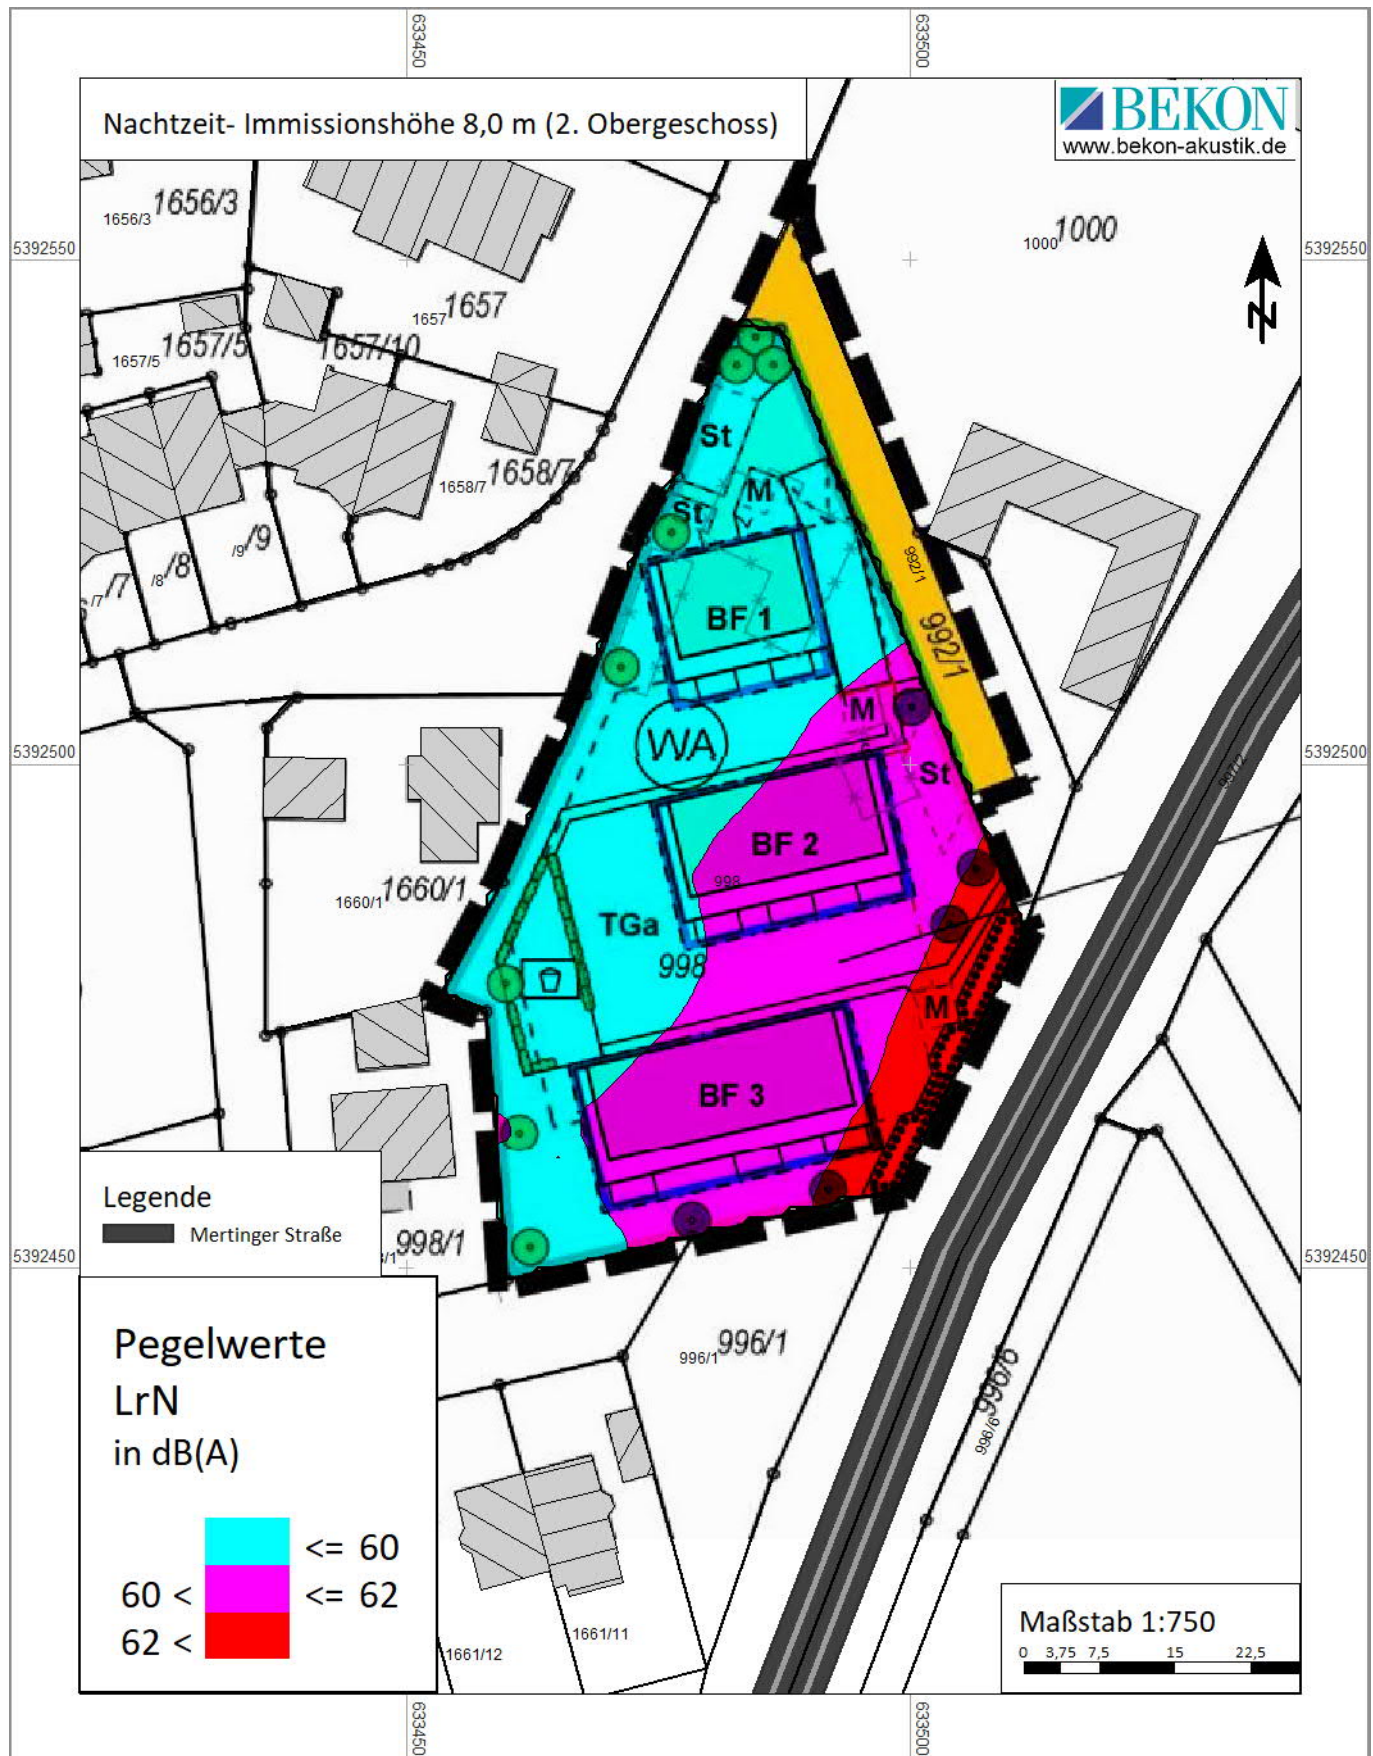 633450
633500
Nachtzeit- Immissionshöhe 8,0 m (2. Obergeschoss)
BEKON
www.bekon-akustik.de
1656/3 1656/3
1000 1000
5392550
5392550
N
1657 1657
1657/5 1657/5
1657/10
St
1658/7 1658/7
M
St
/9 /9
/8 /8
/7 /7
992/1
992/1
BF 1
M
WA
5392500
5392500
St
997/2
BF 2
998
1660/1 1660/1
TGa
998
M
BF 3
Legende
Mertinger Straße
/1 998/1
5392450
5392450
Pegelwerte
LrN
in dB(A)
996/1 996/1
996/6 996/6
<= 60
60 < <= 62
62 <
1661/11
1661/12
Maßstab 1:750
0 3,75 7,5 15 22,5
633450
633500